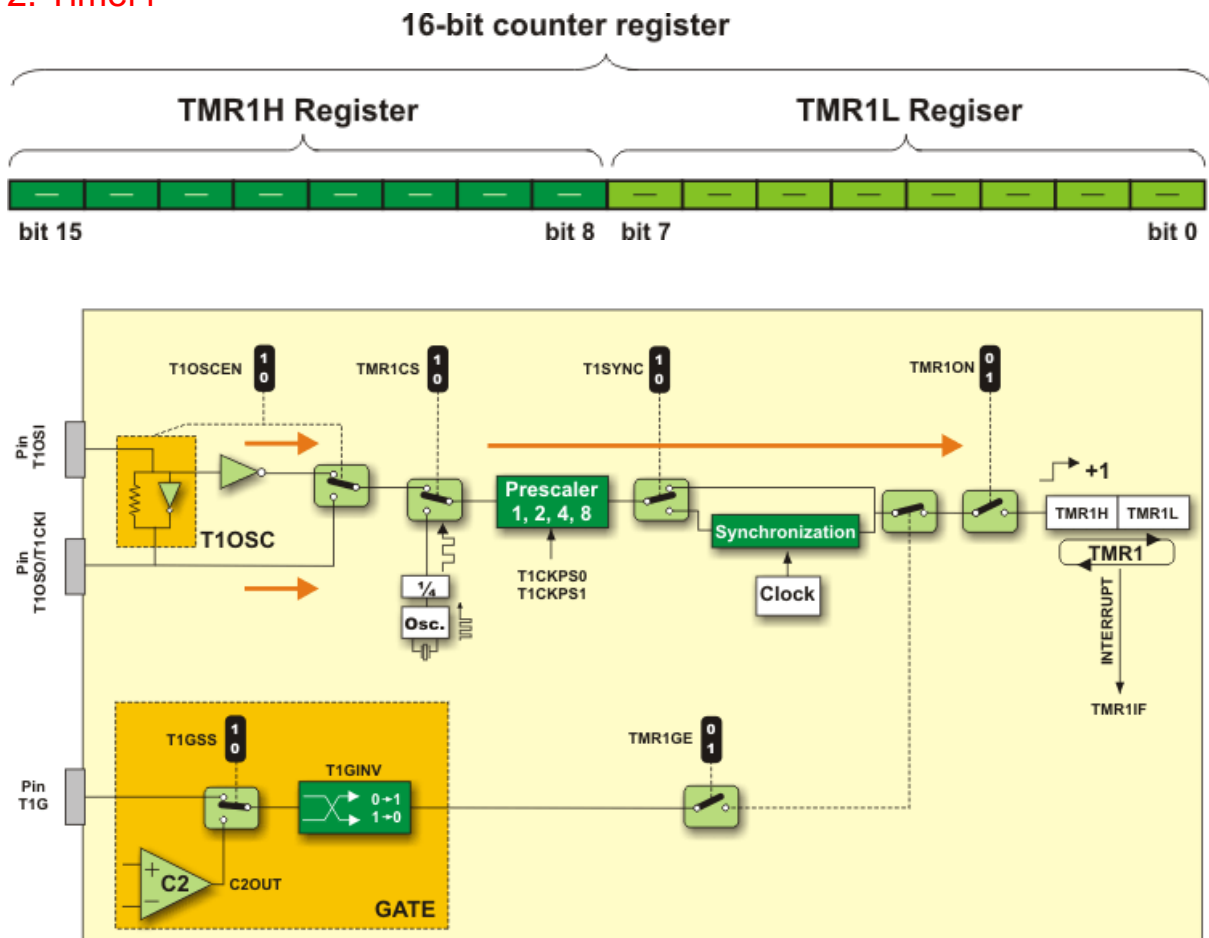 2. Timer1
16-bit counter register
TMR1H Register
TMR1L Regiser
bit 15
bit 8
bit 7
bit 0
T1OSCEN
1
0
TMR1CS
1
0
T1SYNC
1
0
TMR1ON
0
1
Pin
T1OSI
T1OSC
Pin
T1OSO/T1CKI
Prescaler
1, 2, 4, 8
T1CKPS0
T1CKPS1
1/4
Osc.
Synchronization
Clock
+1
TMR1H
TMR1L
TMR1
INTERRUPT
TMR1IF
T1GSS
1
0
T1GINV
0→1
1→0
TMR1GE
0
1
Pin
T1G
+
C2
−
C2OUT
GATE